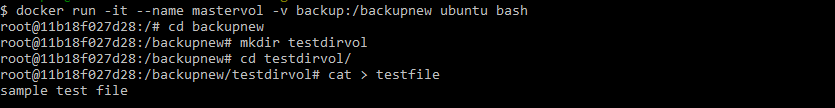 $ docker run -it --name mastervol -v backup:/backupnew ubuntu bash
root@11b18f027d28:/# cd backupnew
root@11b18f027d28:/backupnew# mkdir testdirvol
root@11b18f027d28:/backupnew# cd testdirvol/
root@11b18f027d28:/backupnew/testdirvol# cat > testfile
sample test file